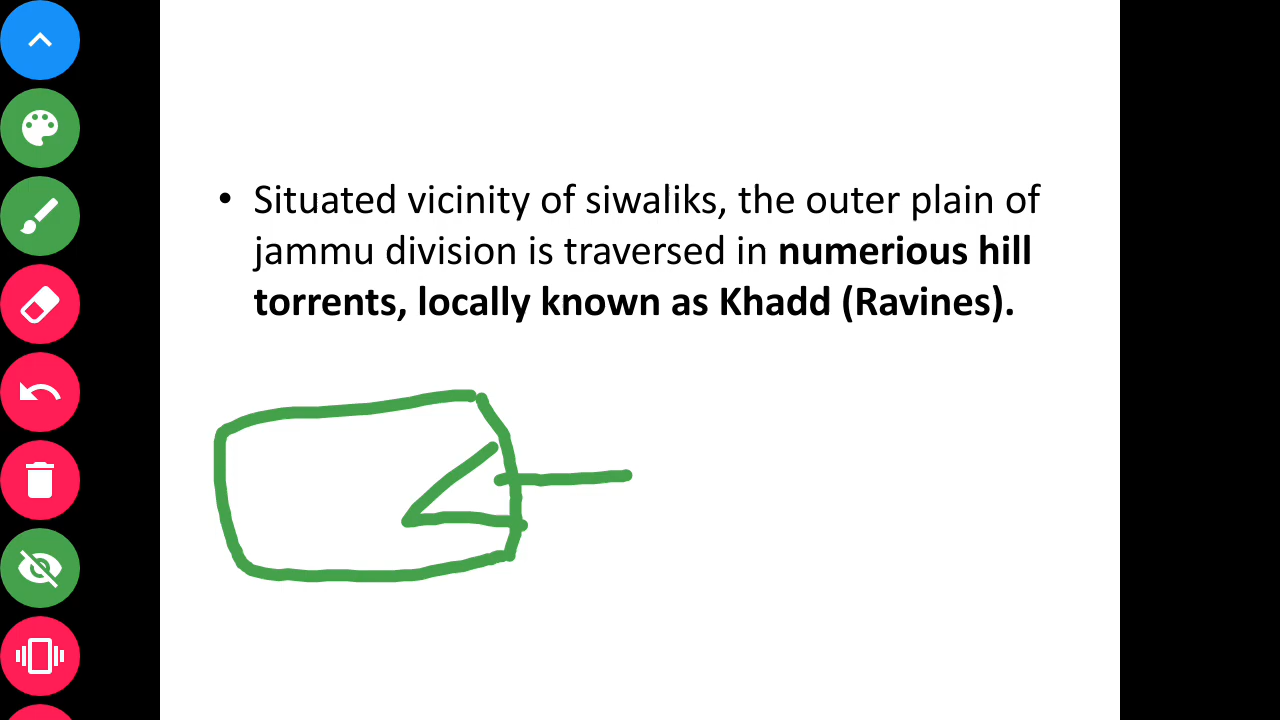 • Situated vicinity of siwaliks, the outer plain of
jammu division is traversed in numerious hill
torrents, locally known as Khadd (Ravines).